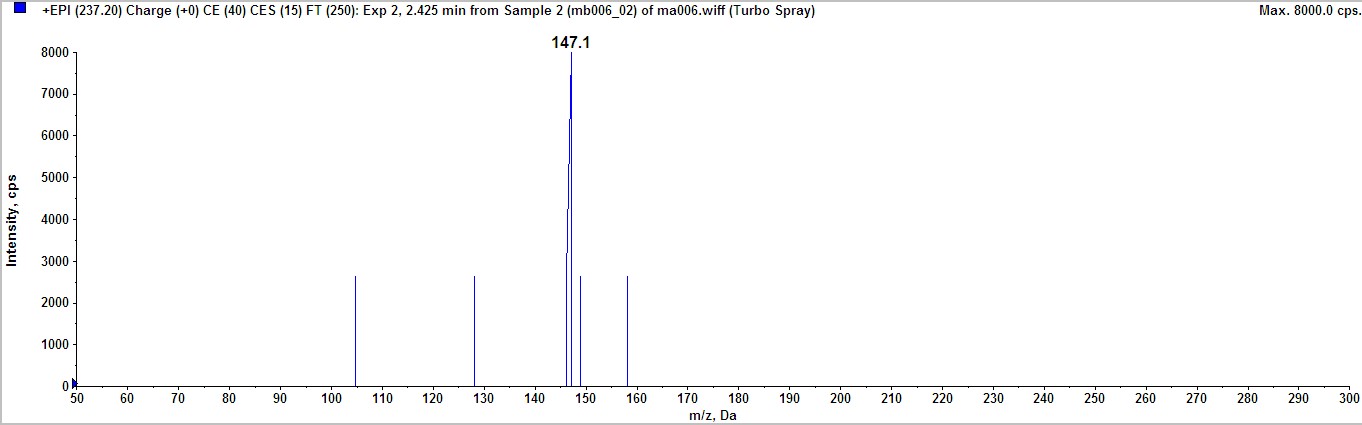 +EPI (237.20) Charge (+0) CE (40) CES (15) FT (250): Exp 2, 2.425 min from Sample 2 (mb006_02) of ma006.wiff (Turbo Spray) Max. 8000.0 cps.
147.1
8000
7000
6000
5000
4000
3000
2000
1000
0
Intensity, cps
50 60 70 80 90 100 110 120 130 140 150 160 170 180 190 200 210 220 230 240 250 260 270 280 290 300
m/z, Da